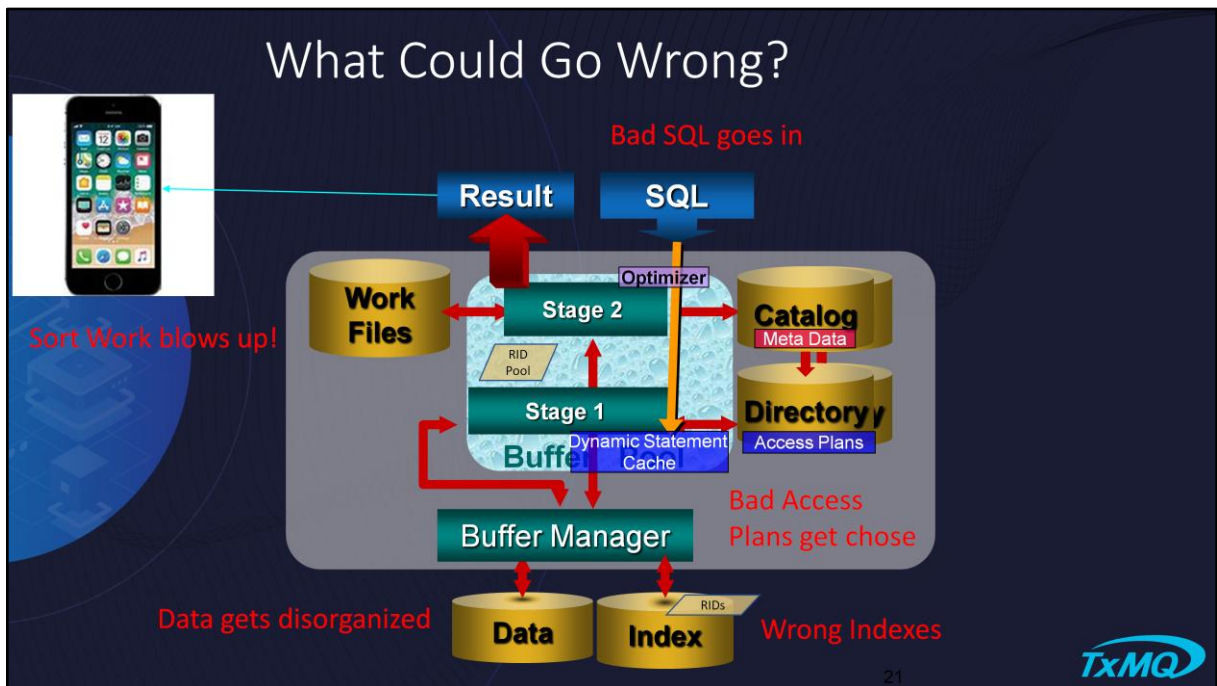 What Could Go Wrong?
Bad SQL goes in
Result
SQL
Optimizer
Work
Files
Stage 2
Catalog
Meta Data
Sort Work blows up!
RID
Pool
Stage 1
Directory
Access Plans
Dynamic Statement
Cache
Buffer Pool
Bad Access
Plans get chose
Buffer Manager
Data gets disorganized
Data
Index
RIDs
Wrong Indexes
21
TxMQ